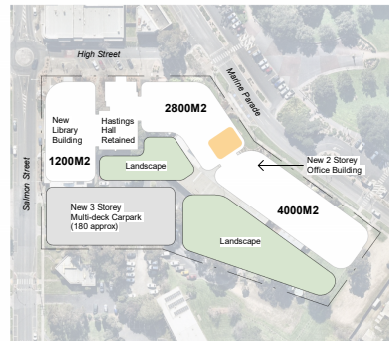 High Street
Marine Parade
Salmon Street
New
Library
Building
1200M2
Hastings
Hall
Retained
2800M2
Landscape
New 2 Storey
Office Building
4000M2
New 3 Storey
Multi-deck Carpark
(180 approx)
Landscape